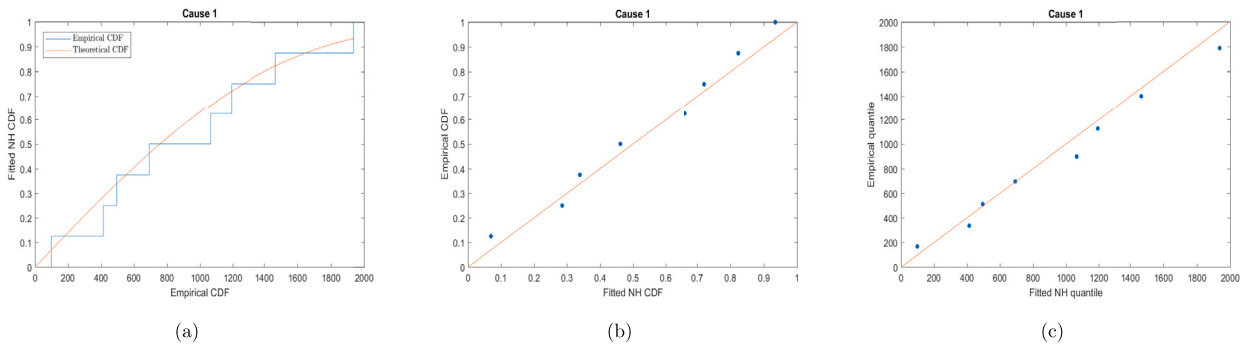 Cause 1
1
0.9
0.8
0.7
0.6
0.5
0.4
0.3
0.2
0.1
0
Fitted NH CDF
Empirical CDF
Theoretical CDF
0 200 400 600 800 1000 1200 1400 1600 1800 2000
Empirical CDF
(a)
Cause 1
1
0.9
0.8
0.7
0.6
0.5
0.4
0.3
0.2
0.1
0
Empirical CDF
0 0.1 0.2 0.3 0.4 0.5 0.6 0.7 0.8 0.9 1
Fitted NH CDF
(b)
Cause 1
2000
1800
1600
1400
1200
1000
800
600
400
200
0
Empirical quantie
0 200 400 600 800 1000 1200 1400 1600 1800 2000
Fitted NH quantile
(c)